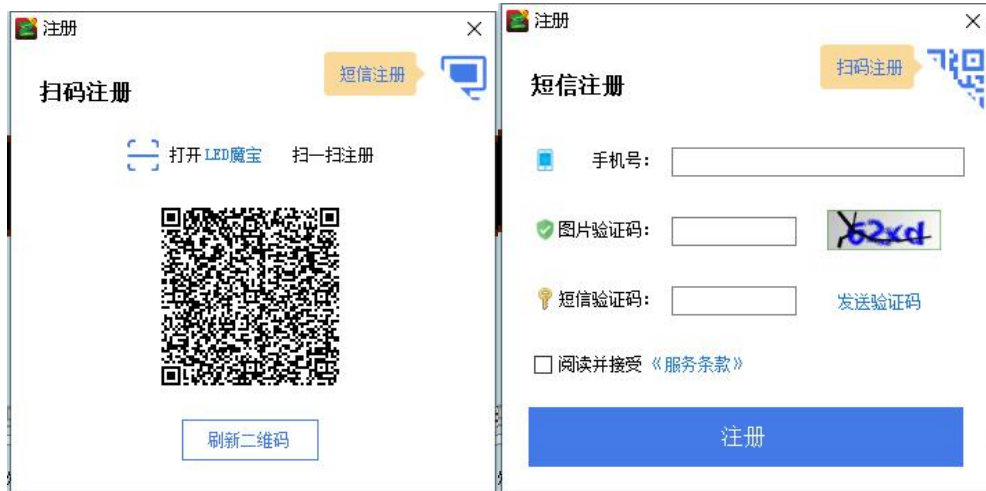 注册
短信注册
扫码注册
打开LED魔宝 扫一扫注册
刷新二维码
注册
扫码注册
短信注册
手机号：
图片验证码：
62xd
短信验证码：
发送验证码
阅读并接受《服务条款》
注册